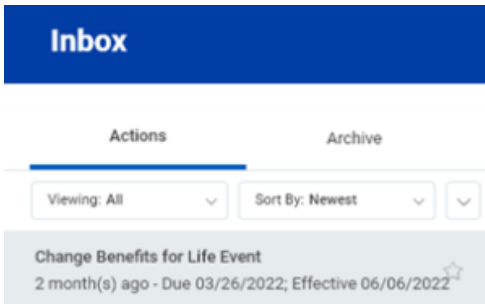 Inbox
Actions Archive
Viewing: All Sort By: Newest
Change Benefits for Life Event
2 month(s) ago - Due 03/26/2022; Effective 06/06/2022